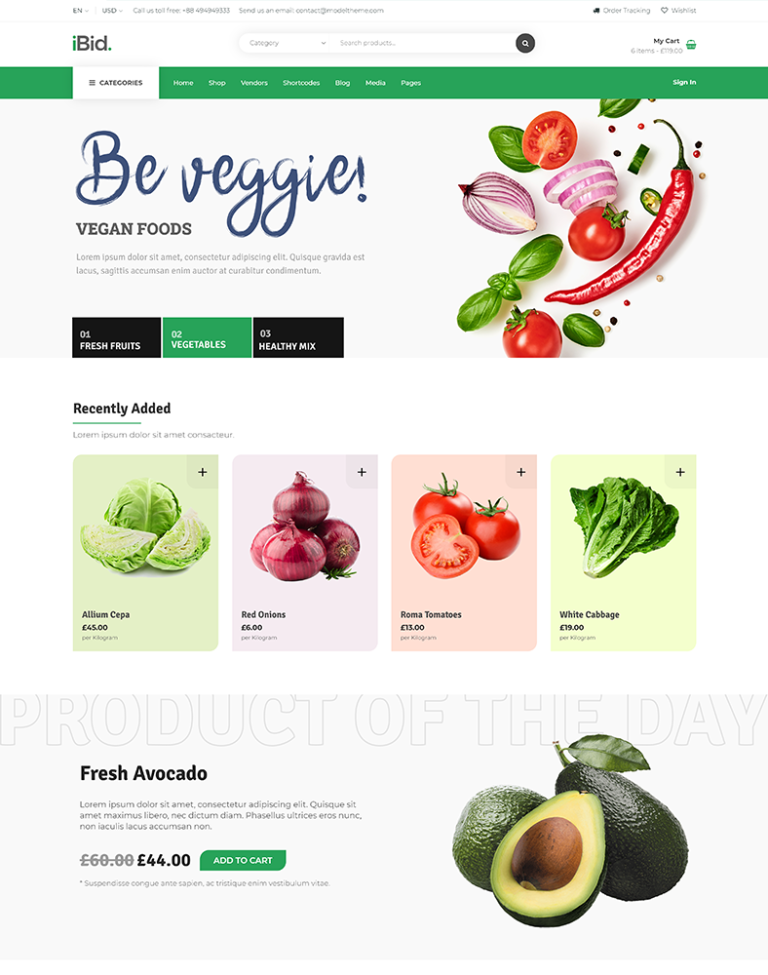 EN USD Call us toll free: +88 494949333 Send us an email: contact@modeltheme.com Order Tracking Wishlist
iBid.
Category Search products... My Cart
6 items - £119.00
CATEGORIES Home Shop Vendors Shortcodes Blog Media Pages Sign In
Be veggie!
VEGAN FOODS
Lorem ipsum dolor sit amet, consectetur adipiscing elit. Quisque gravida est
lacus, sagittis accumsan enim auctor at curabitur condimentum.
01 02 03
FRESH FRUITS VEGETABLES HEALTHY MIX
Recently Added
Lorem ipsum dolor sit amet consacteur.
+ + + +
Allium Cepa Red Onions Roma Tomatoes White Cabbage
£45.00 £6.00 £13.00 £19.00
per Kilogram per Kilogram per Kilogram per Kilogram
PRODUCT OF THE DAY
Fresh Avocado
Lorem ipsum dolor sit amet, consectetur adipiscing elit. Quisque sit
amet maximus libero, nec dictum diam. Phasellus ultrices eros nunc,
non iaculis lacus accumsan non.
£60.00 £44.00 ADD TO CART
* Suspendisse congue ante sapien, ac tristique enim vestibulum vitae.